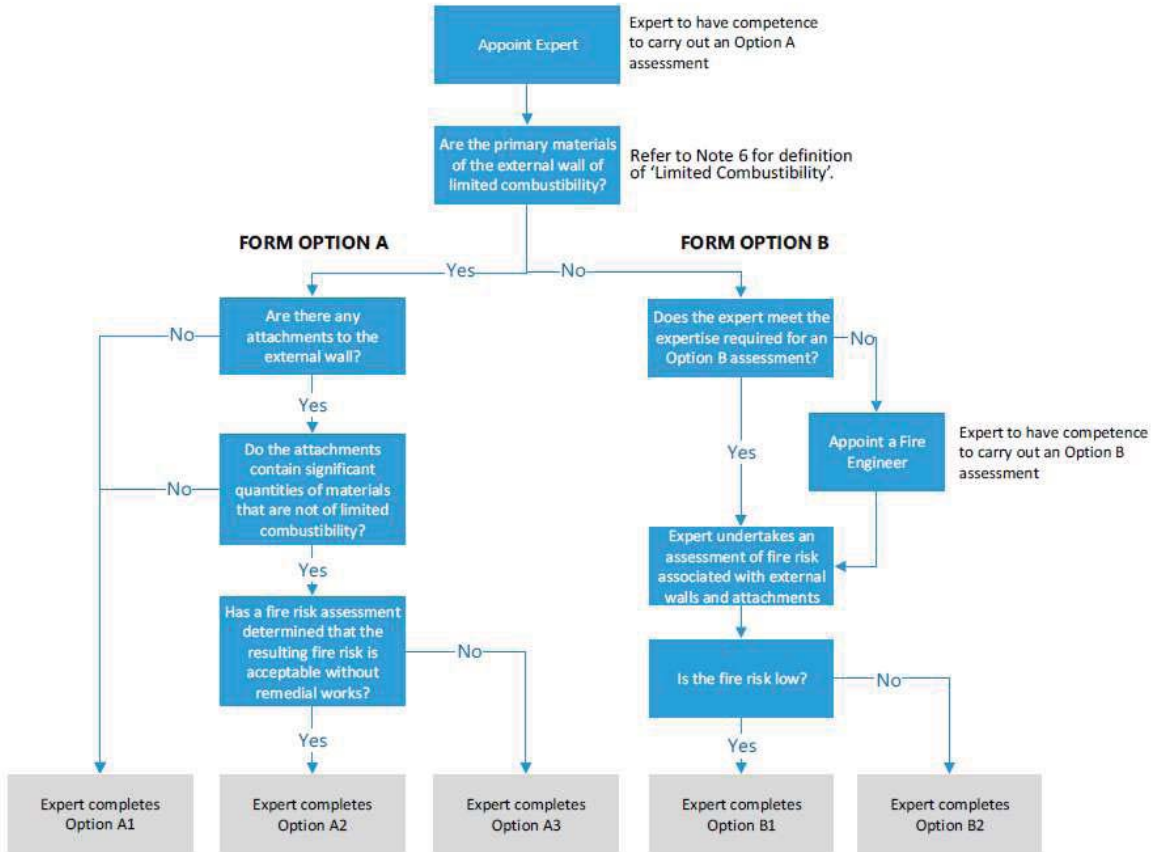 Appoint Expert
Expert to have competence
to carry out an Option A
assessment
Are the primary materials
of the external wall of
limited combustibility?
Refer to Note 6 for definition
of ‘Limited Combustibility’.
FORM OPTION A
FORM OPTION B
Yes
No
Are there any
attachments to the
external wall?
No
Does the expert meet the
expertise required for an
Option B assessment?
No
Yes
Do the attachments
contain significant
quantities of materials
that are not of limited
combustibility?
No
Yes
Appoint a Fire
Engineer
Expert to have competence
to carry out an Option B
assessment
Yes
Expert undertakes an
assessment of fire risk
associated with external
walls and attachments
Has a fire risk assessment
determined that the
resulting fire risk is
acceptable without
remedial works?
No
Is the fire risk low?
No
Yes
Yes
Expert completes
Option A1
Expert completes
Option A2
Expert completes
Option A3
Expert completes
Option B1
Expert completes
Option B2